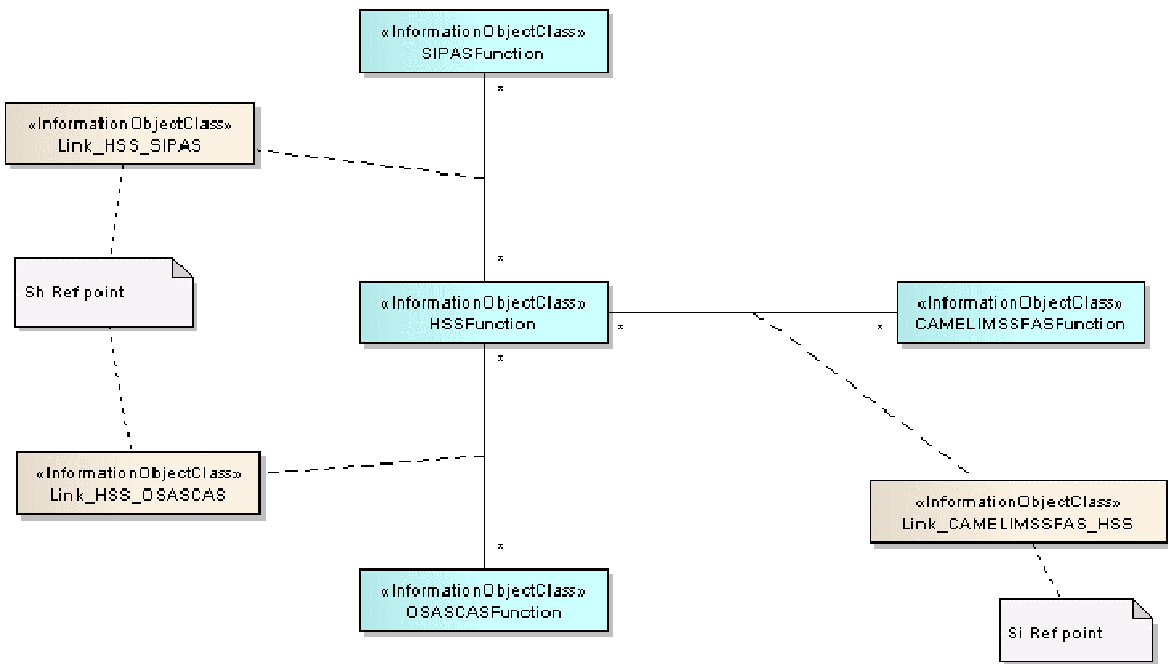 «InformationObjectClass»
SIPASFunction
*
«InformationObjectClass»
Link_HSS_SIPAS
*
Sh Ref point
«InformationObjectClass»
HSSFunction
*
*
«InformationObjectClass»
CAMELIMSSFASFunction
*
«InformationObjectClass»
Link_HSS_OSASCAS
«InformationObjectClass»
Link_CAMELIMSSFAS_HSS
*
«InformationObjectClass»
OSASCASFunction
Si Ref point